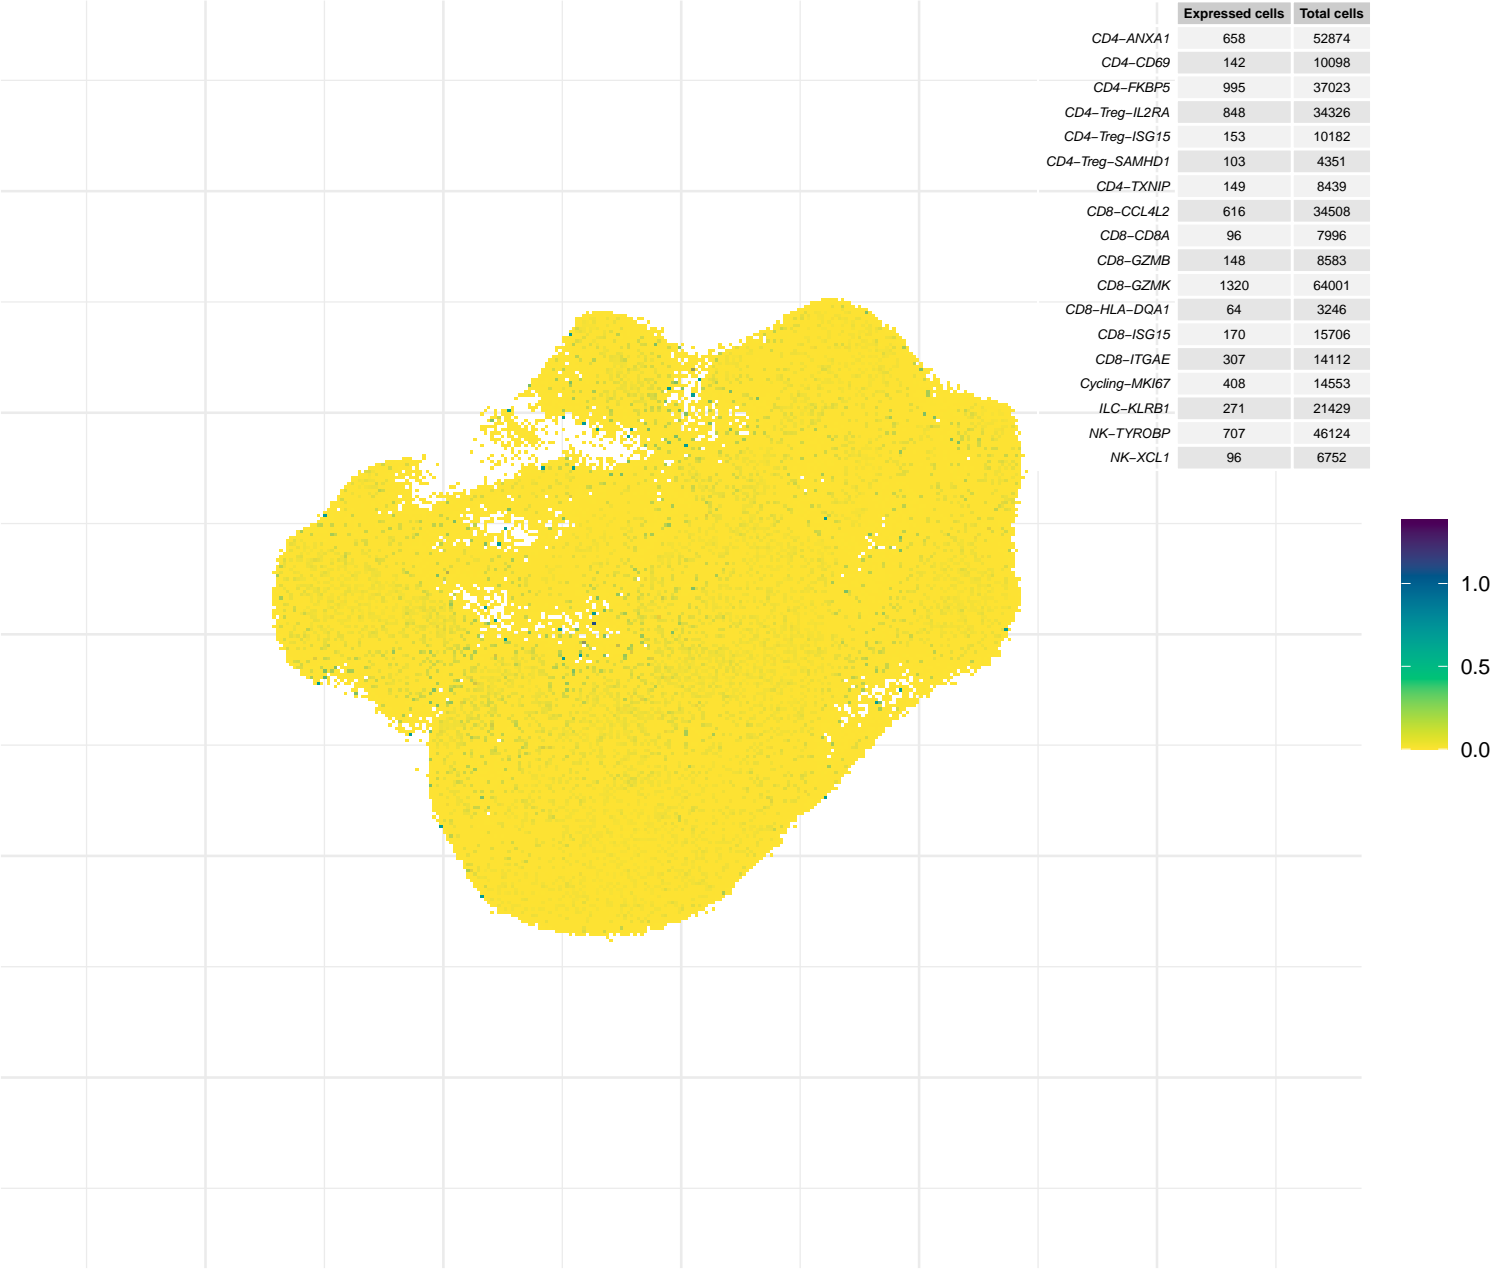 Expressed cells Total cells
CD4−ANXA1 658 52874
CD4−CD69 142 10098
CD4−FKBP5 995 37023
CD4−Treg−IL2RA 848 34326
CD4−Treg−ISG15 153 10182
CD4−Treg−SAMHD1 103 4351
CD4−TXNIP 149 8439
CD8−CCL4L2 616 34508
CD8−CD8A 96 7996
CD8−GZMB 148 8583
CD8−GZMK 1320 64001
CD8−HLA−DQA1 64 3246
CD8−ISG15 170 15706
CD8−ITGAE 307 14112
Cycling−MKI67 408 14553
ILC−KLRB1 271 21429
NK−TYROBP 707 46124
NK−XCL1 96 6752
1.0
0.5
0.0